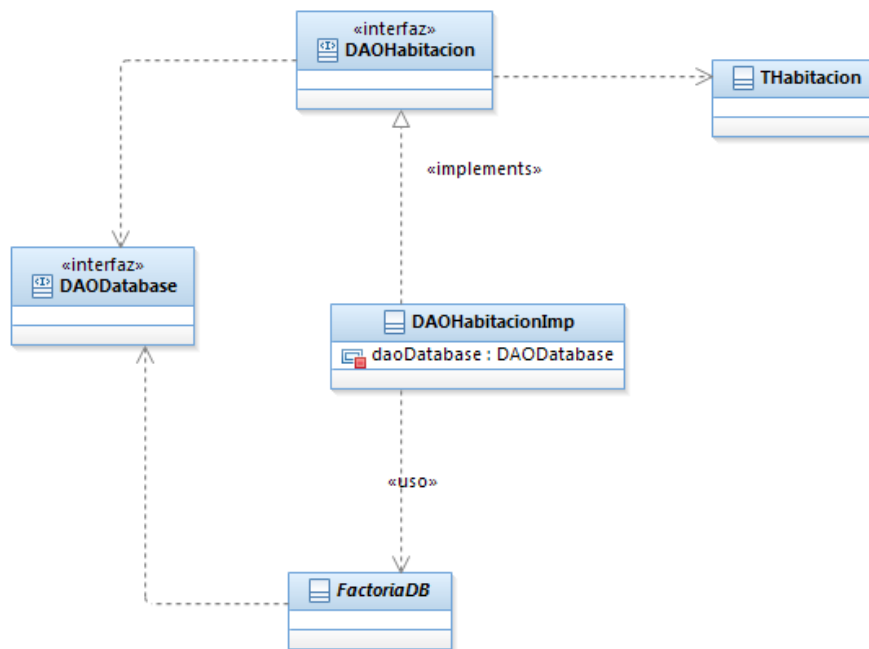 «interfaz»
DAOHabitacion
THabitacion
«implements»
«interfaz»
DAODatabase
DAOHabitacionImp
daoDatabase : DAODatabase
«uso»
FactoriaDB